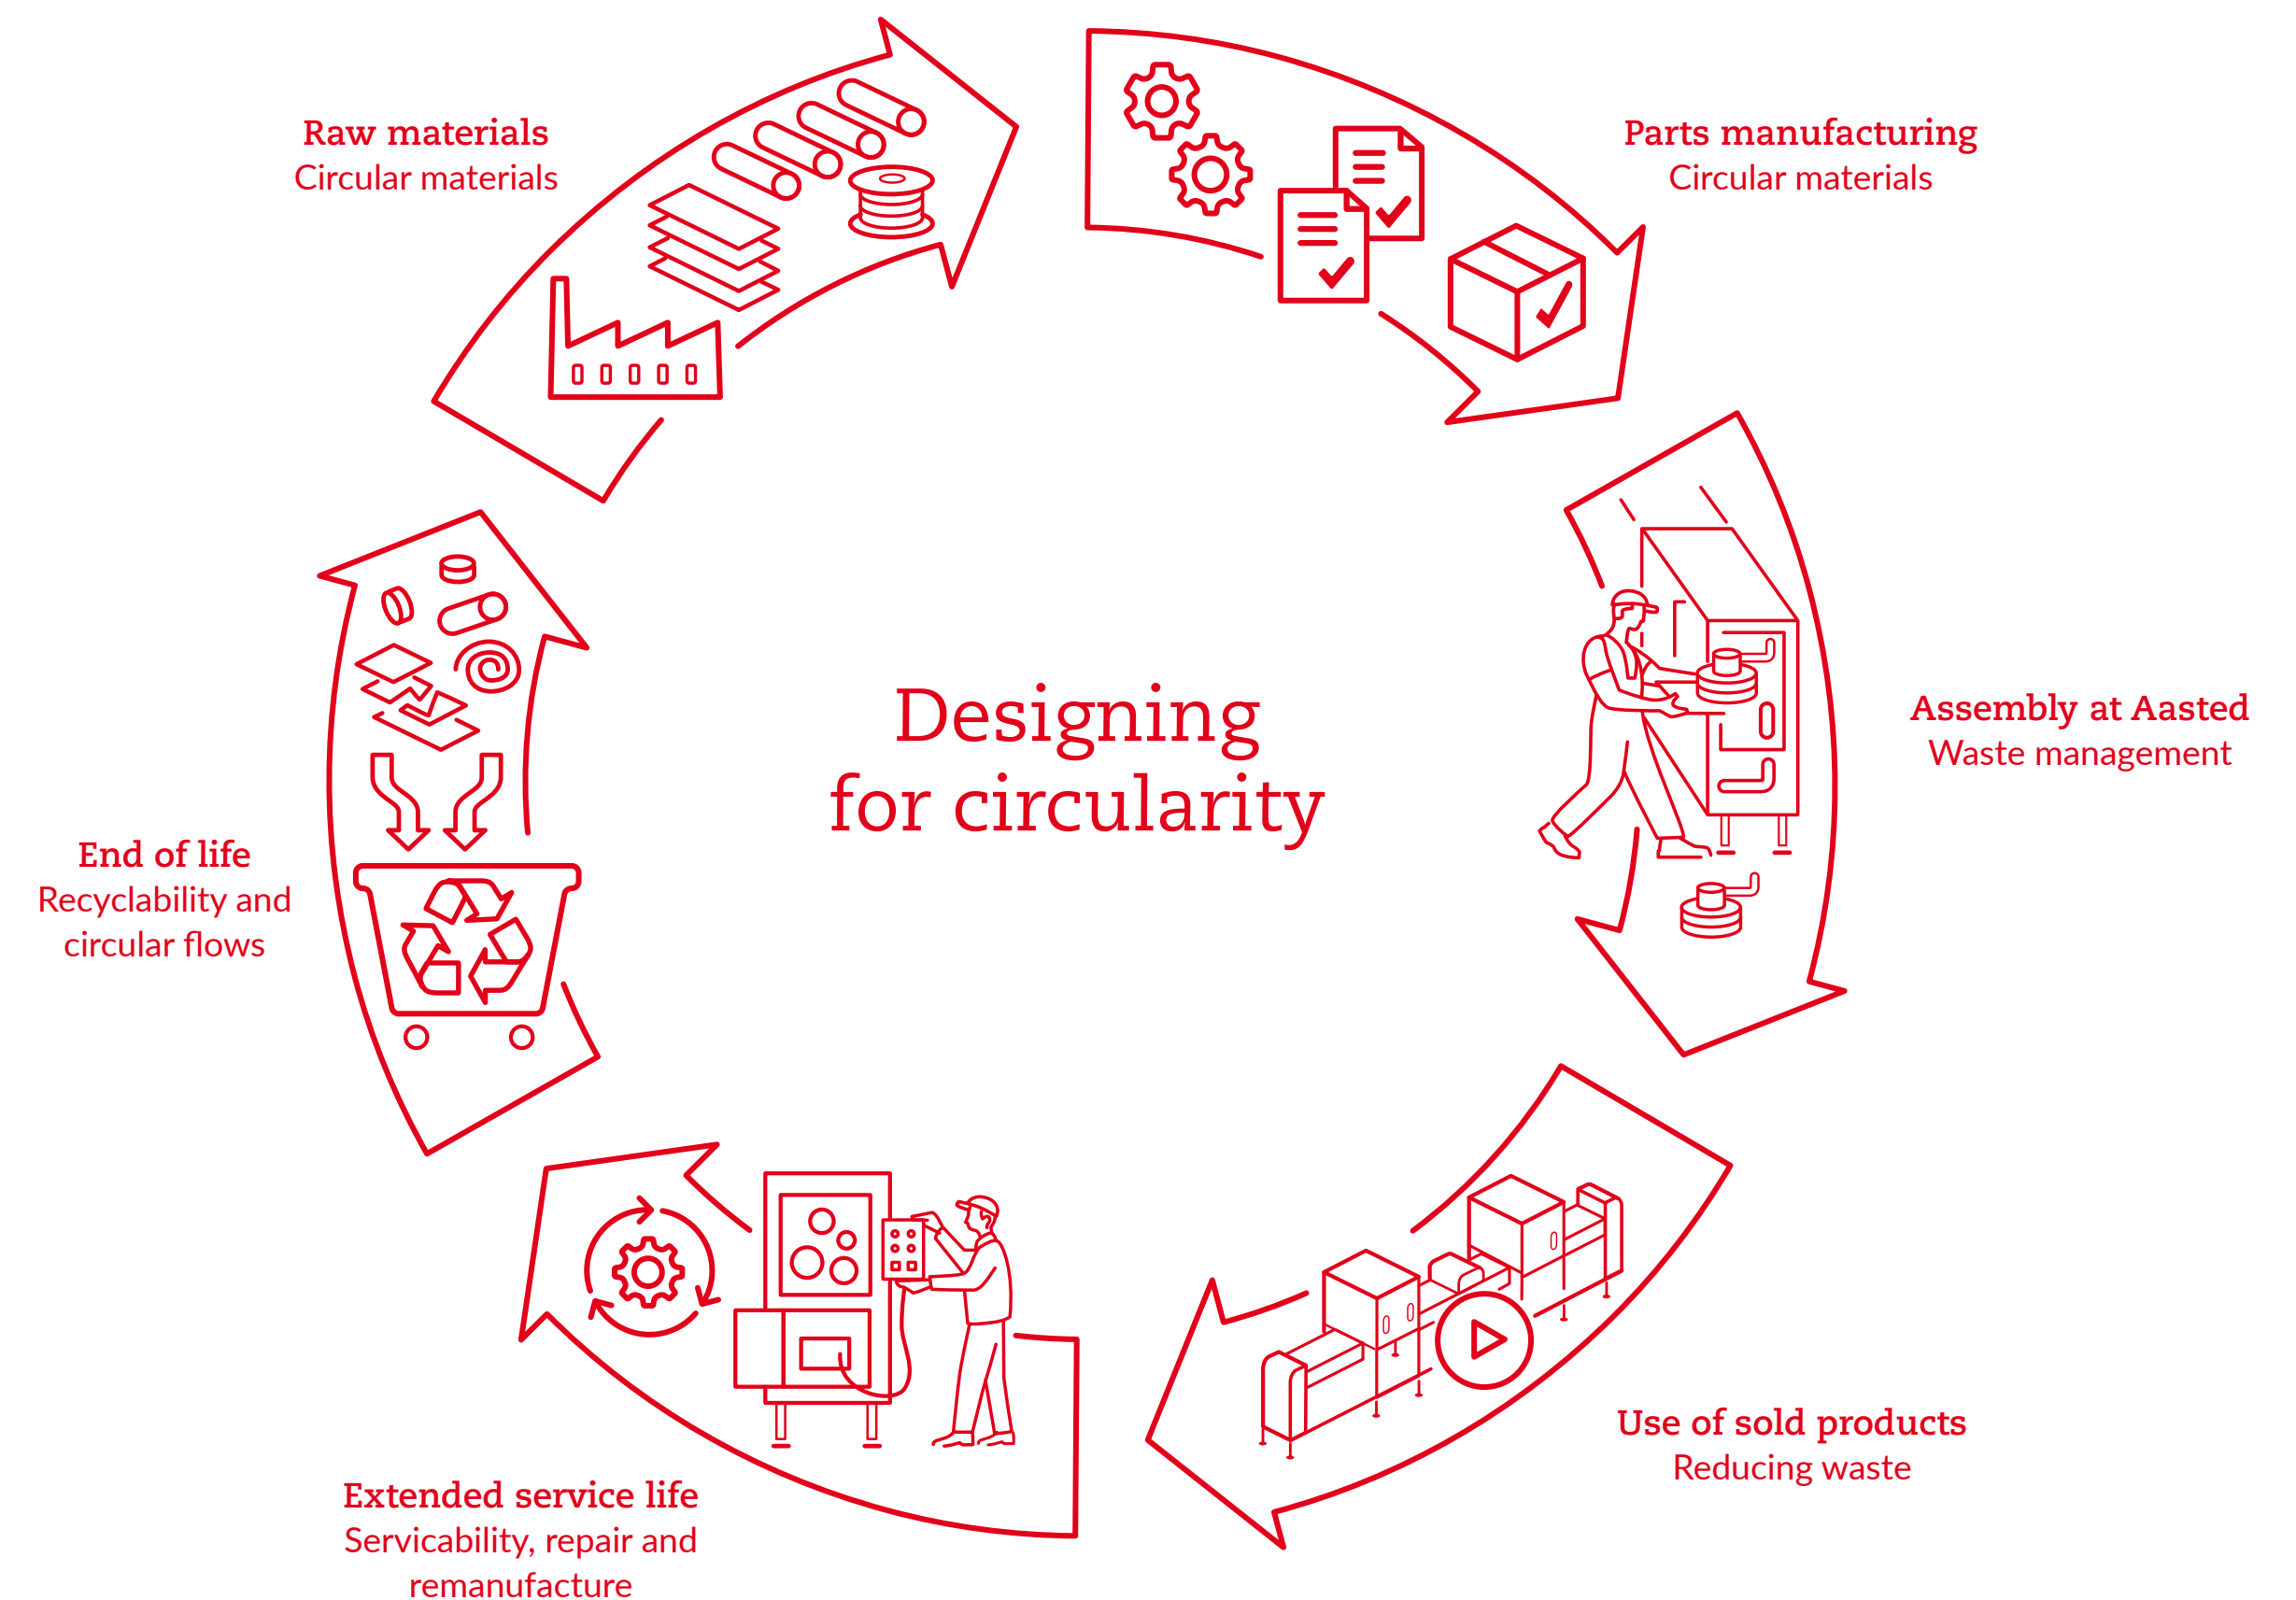 Raw materials
Circular materials
Parts manufacturing
Circular materials
Designing
for circularity
Assembly at Aasted
Waste management
End of life
Recyclability and
circular flows
Use of sold products
Reducing waste
Extended service life
Servicability, repair and
remanufacture